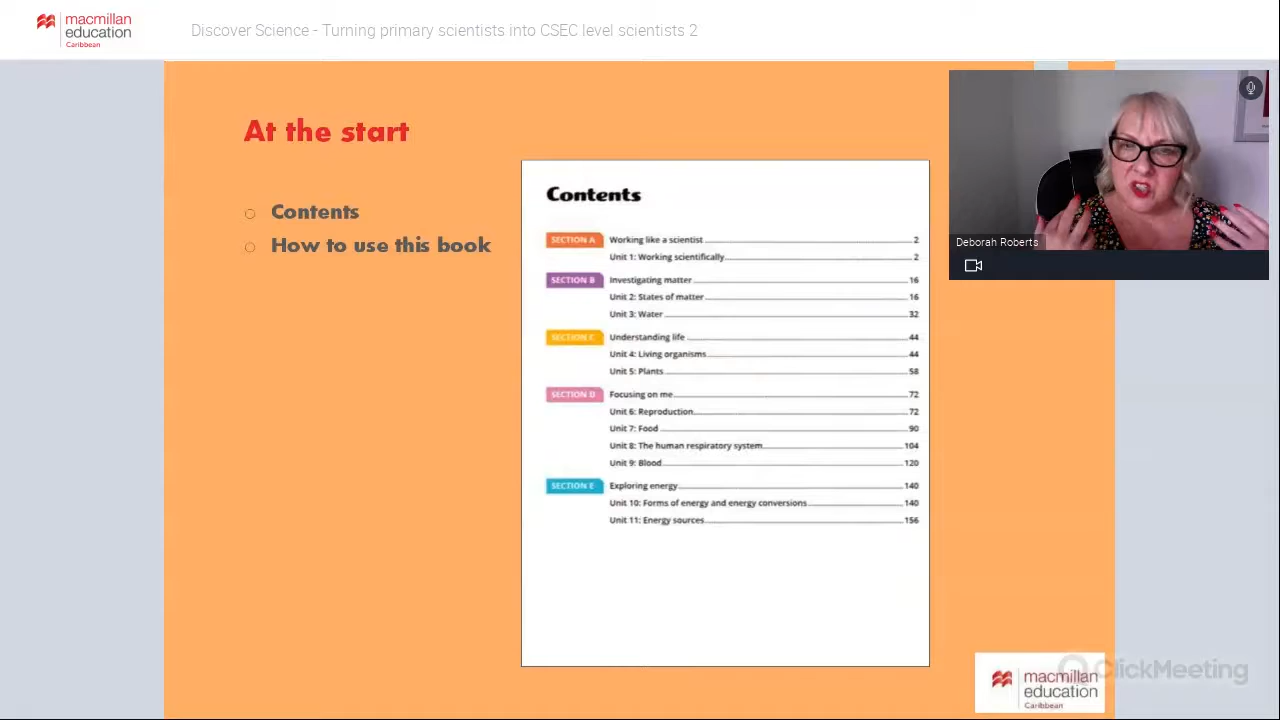 macmillan
education
Caribbean
Discover Science - Turning primary scientists into CSEC level scientists 2
At the start
Contents
How to use this book
Contents
SECTION A Working like a scientist 2
Unit 1: Working scientifically 2
SECTION B Investigating matter 16
Unit 2: States of matter 16
Unit 3: Water 32
SECTION C Understanding life 44
Unit 4: Living organisms 44
Unit 5: Plants 58
SECTION D Focusing on me 72
Unit 6: Reproduction 72
Unit 7: Food 90
Unit 8: The human respiratory system 104
Unit 9: Blood 120
SECTION E Exploring energy 140
Unit 10: Forms of energy and energy conversions 140
Unit 11: Energy sources 156
Deborah Roberts
ClickMeeting
macmillan
education
Caribbean